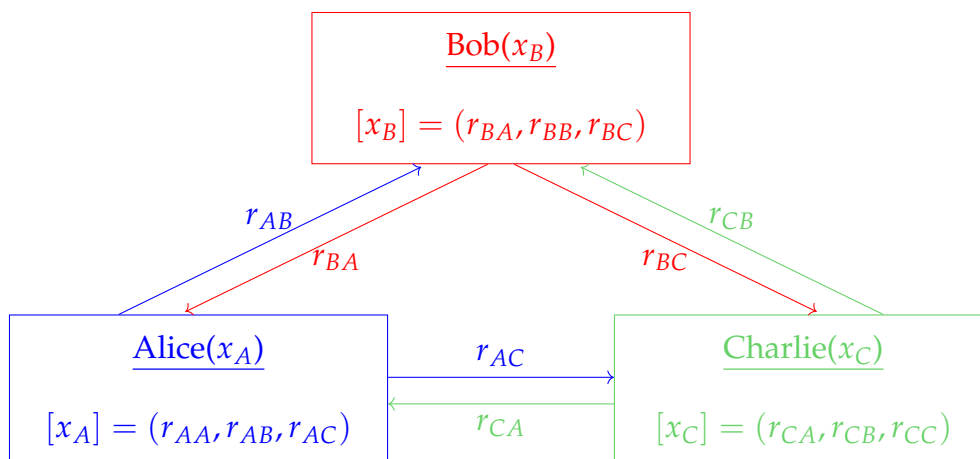 Bob(x_B)
[x_B] = (r_BA, r_BB, r_BC)
r_AB
r_CB
r_BA
r_BC
Alice(x_A)
[x_A] = (r_AA, r_AB, r_AC)
r_AC
r_CA
Charlie(x_C)
[x_C] = (r_CA, r_CB, r_CC)